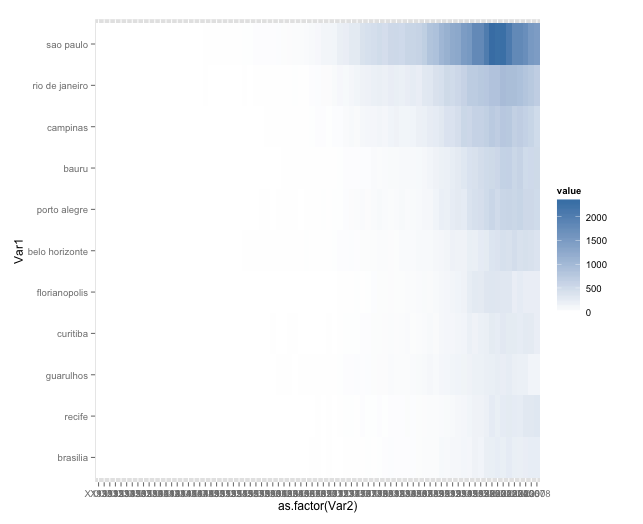 sao paulo
rio de janeiro
campinas
bauru
porto alegre
belo horizonte
florianopolis
curitiba
guarulhos
recife
brasilia
Var1
as.factor(Var2)
value
2000
1500
1000
500
0